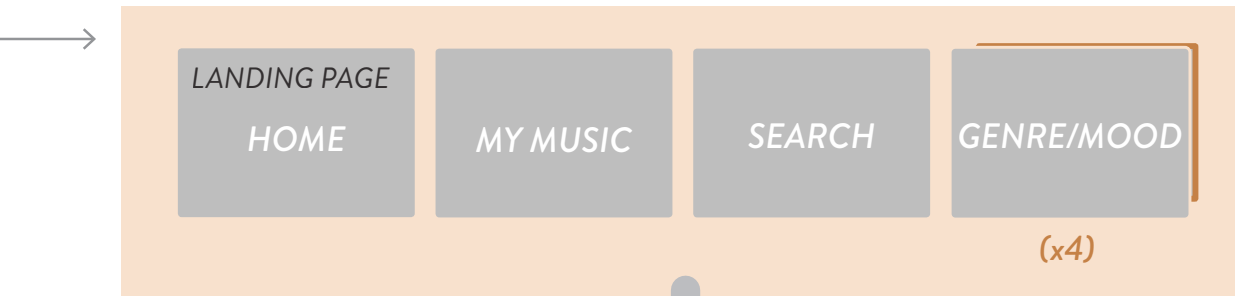 LANDING PAGE
HOME
MY MUSIC
SEARCH
GENRE/MOOD
(x4)